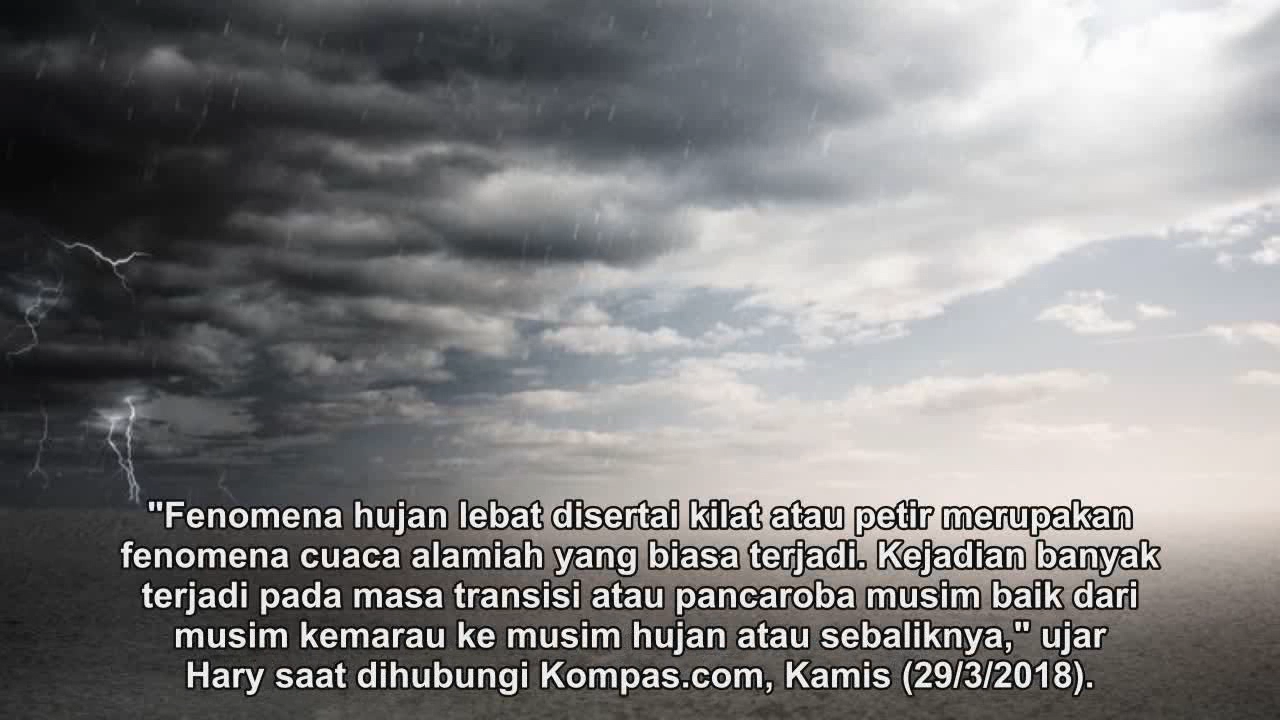 "Fenomena hujan lebat disertai kilat atau petir merupakan
fenomena cuaca alamiah yang biasa terjadi. Kejadian banyak
terjadi pada masa transisi atau pancaroba musim baik dari
musim kemarau ke musim hujan atau sebaliknya," ujar
Hary saat dihubungi Kompas.com, Kamis (29/3/2018).